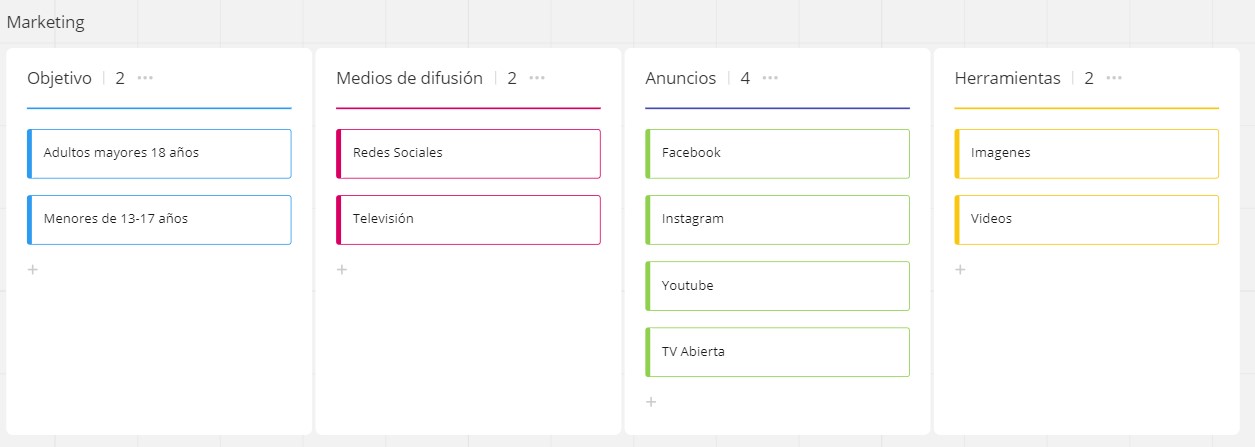 Marketing
Objetivo | 2 ...
Adultos mayores 18 años
Menores de 13-17 años
+
Medios de difusión | 2 ...
Redes Sociales
Televisión
+
Anuncios | 4 ...
Facebook
Instagram
Youtube
TV Abierta
+
Herramientas | 2 ...
Imagenes
Videos
+